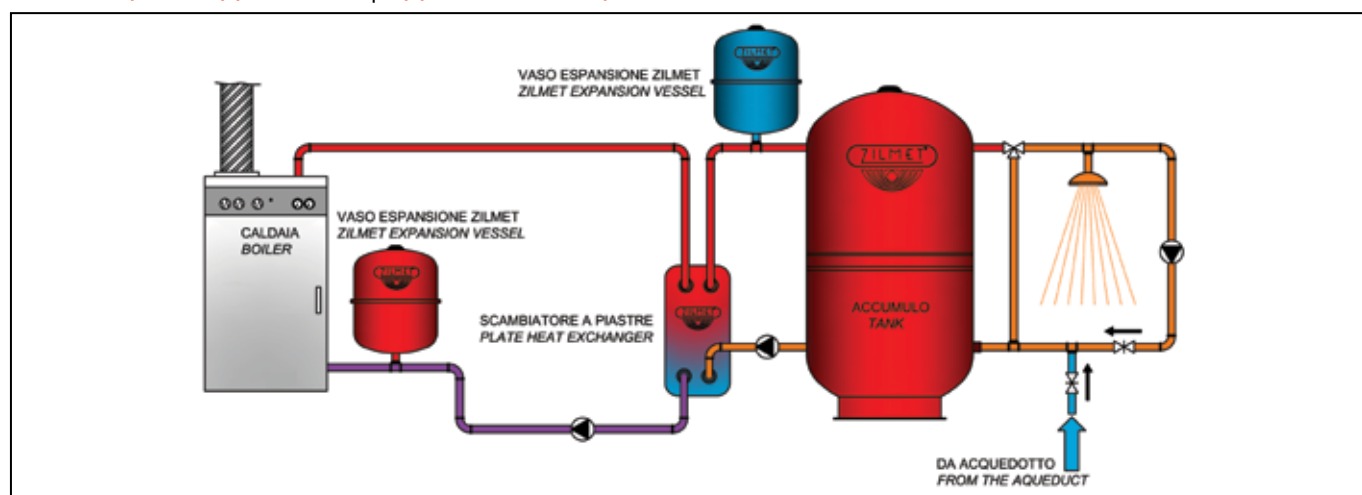 VASO ESPANSIONE ZILMET
ZILMET EXPANSION VESSEL
ZILMET
ZILMET
CALDAIA
BOILER
VASO ESPANSIONE ZILMET
ZILMET EXPANSION VESSEL
ZILMET
SCAMBIATORE A PIASTRE
PLATE HEAT EXCHANGER
ZILMET
ACCUMULO
TANK
DA ACQUEDOTTO
FROM THE AQUEDUCT